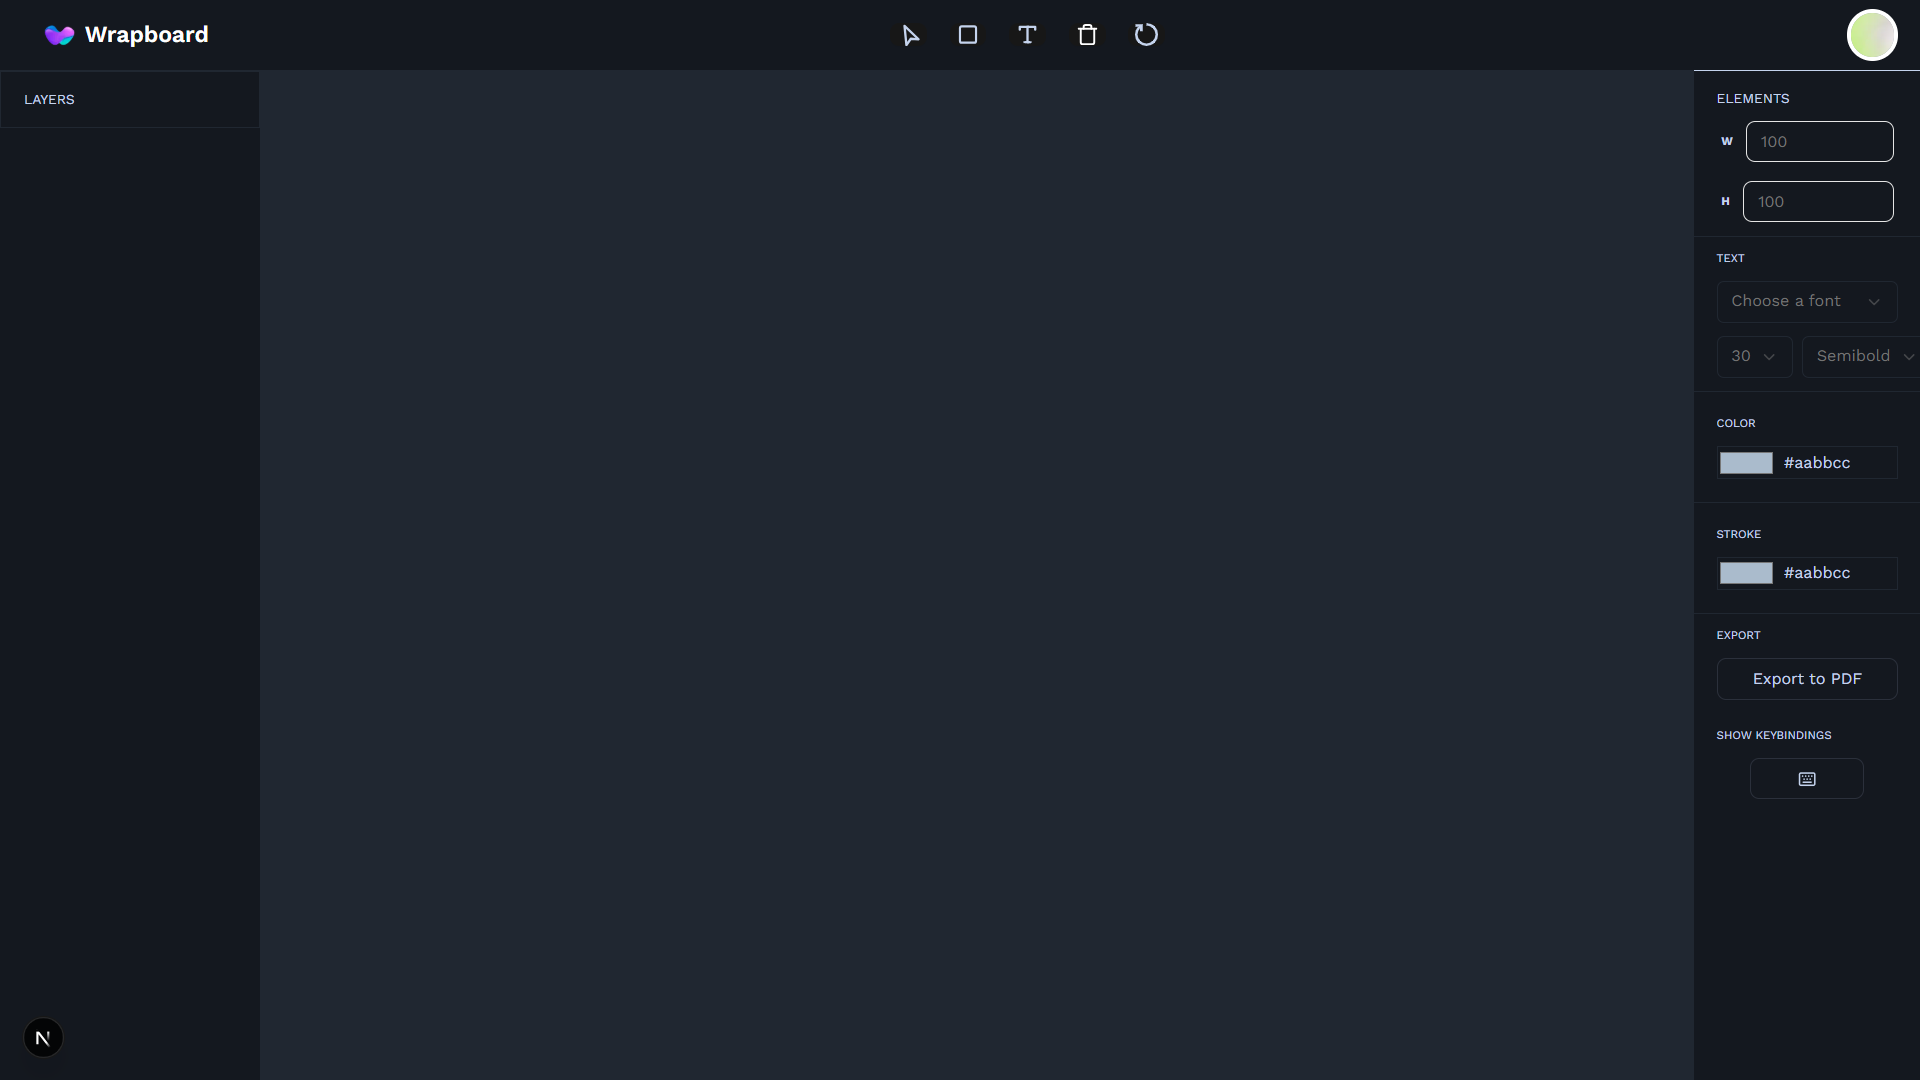 Wrapboard
LAYERS
ELEMENTS
W 100
H 100
TEXT
Choose a font
30 Semibold
COLOR
#aabbcc
STROKE
#aabbcc
EXPORT
Export to PDF
SHOW KEYBINDINGS
N